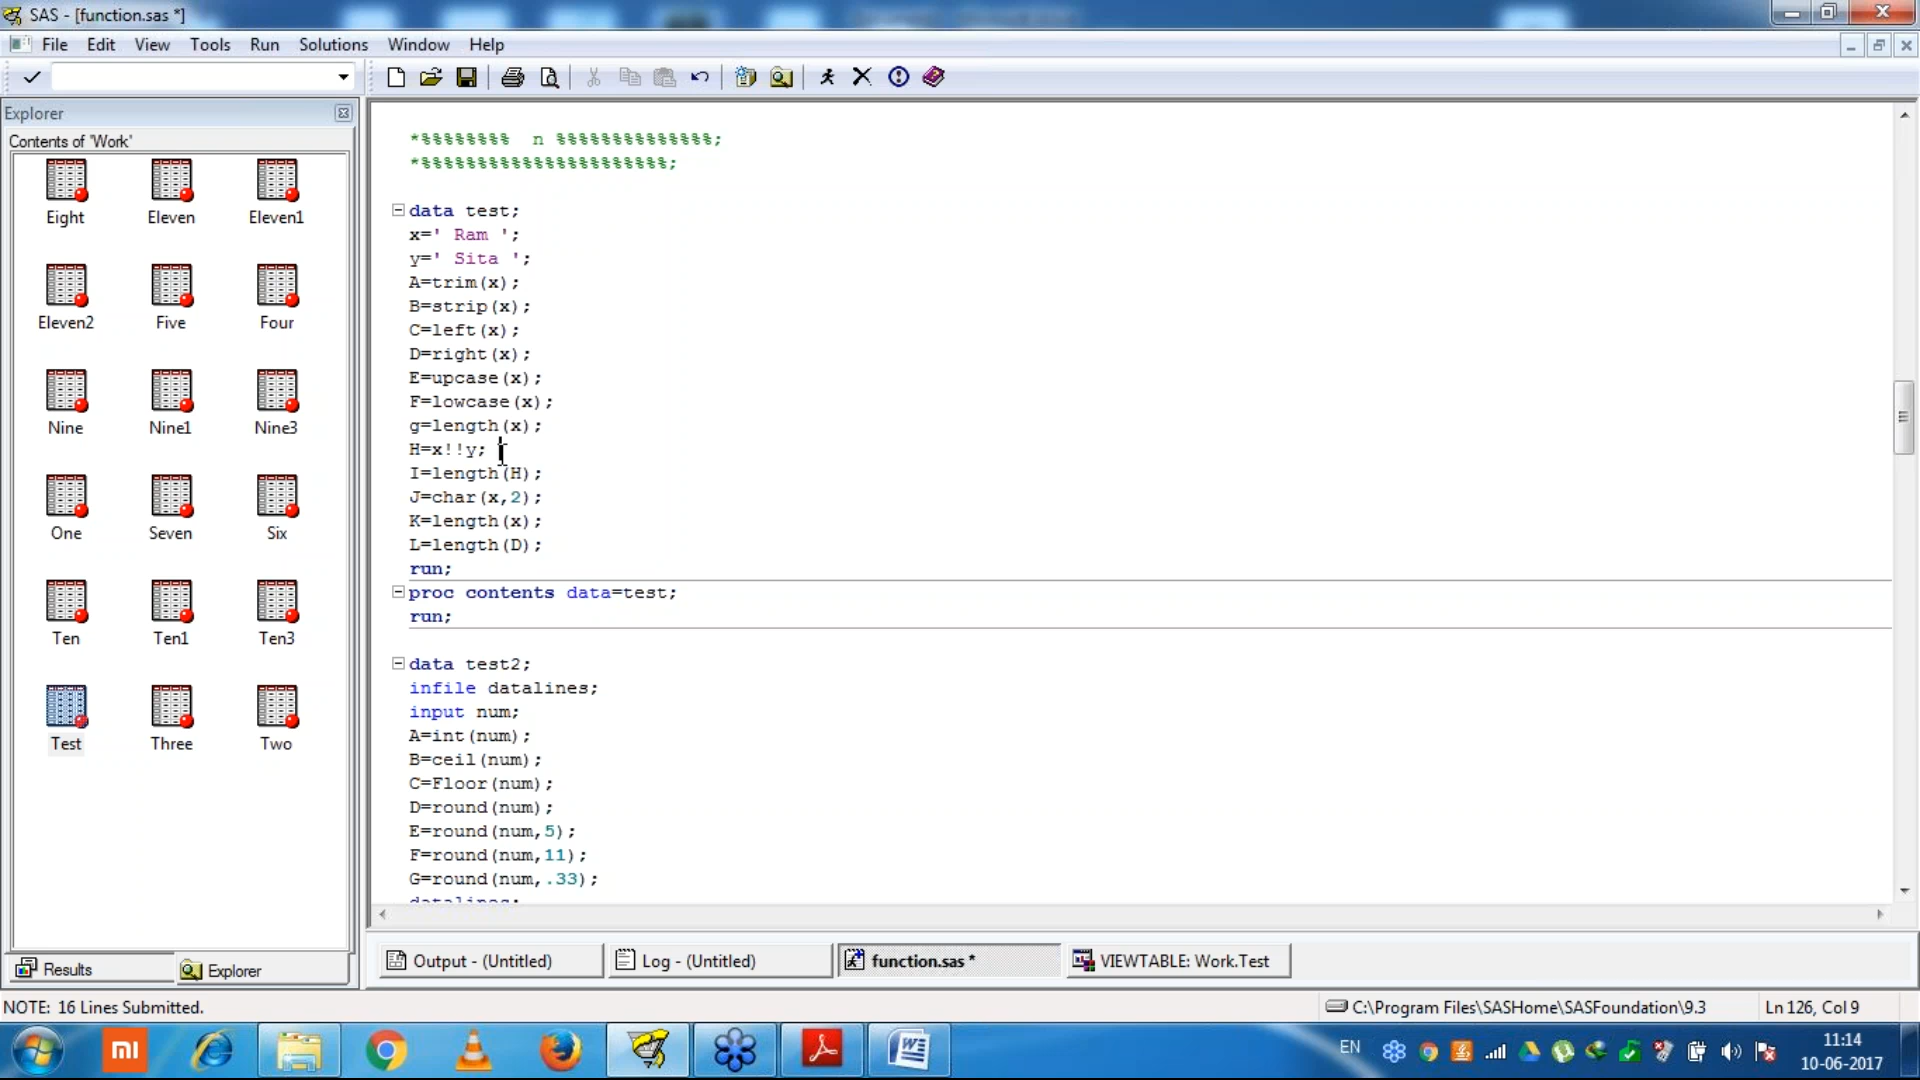 SAS - [function.sas *]
File Edit View Tools Run Solutions Window Help
Explorer
Contents of 'Work'
Eight Eleven Eleven1
Eleven2 Five Four
Nine Nine1 Nine3
One Seven Six
Ten Ten1 Ten3
Test Three Two
*%%%%%%%% n %%%%%%%%%%%%%%;
*%%%%%%%%%%%%%%%%%%%%%%;
data test;
x=' Ram ';
y=' Sita ';
A=trim(x);
B=strip(x);
C=left(x);
D=right(x);
E=upcase(x);
F=lowcase(x);
g=length(x);
H=x!!y;
I=length(H);
J=char(x,2);
K=length(x);
L=length(D);
run;
proc contents data=test;
run;
data test2;
infile datalines;
input num;
A=int(num);
B=ceil(num);
C=Floor(num);
D=round(num);
E=round(num,5);
F=round(num,11);
G=round(num,.33);
datalines;
Results Explorer
Output - (Untitled) Log - (Untitled) function.sas * VIEWTABLE: Work.Test
NOTE: 16 Lines Submitted. C:\Program Files\SASHome\SASFoundation\9.3 Ln 126, Col 9
EN 11:14
10-06-2017